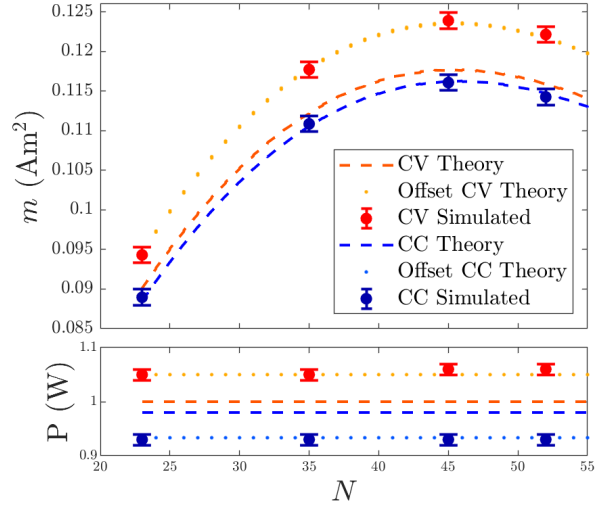 0.125
0.12
0.115
0.11
0.105
0.1
0.095
0.09
0.085
m (Am²)
CV Theory
Offset CV Theory
CV Simulated
CC Theory
Offset CC Theory
CC Simulated
1.1
1
0.9
P (W)
20 25 30 35 40 45 50 55
N